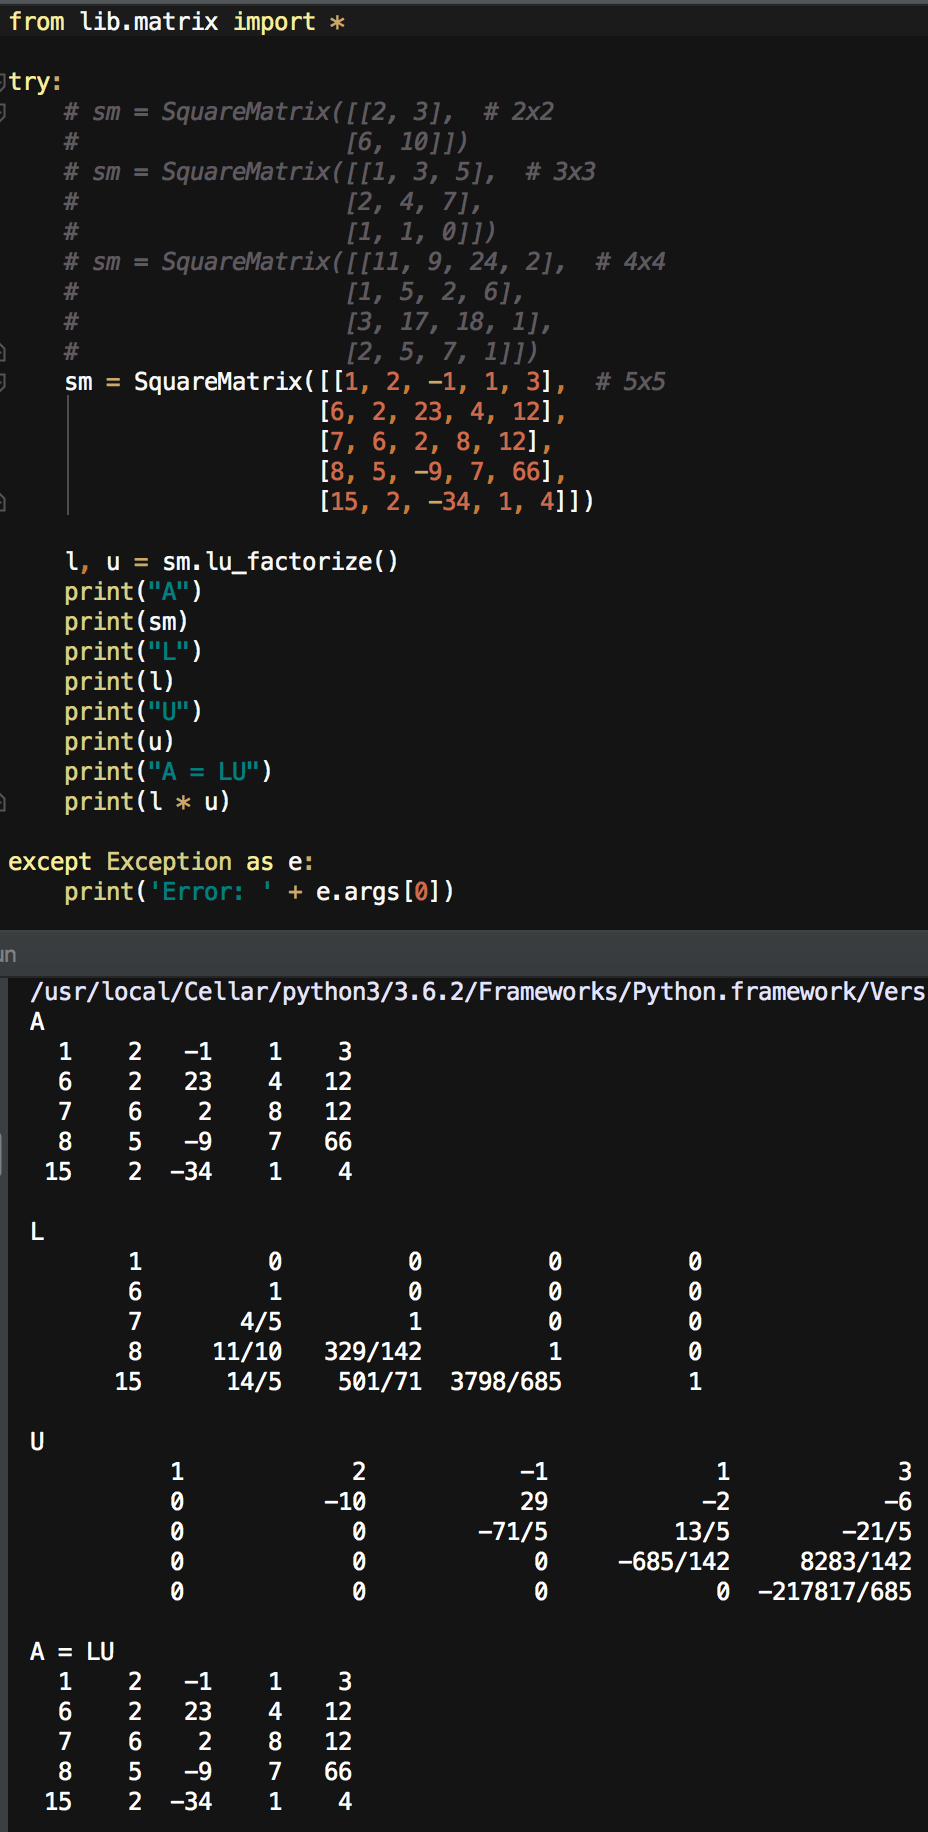 from lib.matrix import *
try:
# sm = SquareMatrix([[2, 3],  # 2x2
#                    [6, 10]])
# sm = SquareMatrix([[1, 3, 5],  # 3x3
#                    [2, 4, 7],
#                    [1, 1, 0]])
# sm = SquareMatrix([[11, 9, 24, 2],  # 4x4
#                    [1, 5, 2, 6],
#                    [3, 17, 18, 1],
#                    [2, 5, 7, 1]])
sm = SquareMatrix([[1, 2, -1, 1, 3],  # 5x5
[6, 2, 23, 4, 12],
[7, 6, 2, 8, 12],
[8, 5, -9, 7, 66],
[15, 2, -34, 1, 4]])
l, u = sm.lu_factorize()
print("A")
print(sm)
print("L")
print(l)
print("U")
print(u)
print("A = LU")
print(l * u)
except Exception as e:
print('Error: ' + e.args[0])
un
/usr/local/Cellar/python3/3.6.2/Frameworks/Python.framework/Vers
A
1 2 -1 1 3
6 2 23 4 12
7 6 2 8 12
8 5 -9 7 66
15 2 -34 1 4
L
1 0 0 0 0
6 1 0 0 0
7 4/5 1 0 0
8 11/10 329/142 1 0
15 14/5 501/71 3798/685 1
U
1 2 -1 1 3
0 -10 29 -2 -6
0 0 -71/5 13/5 -21/5
0 0 0 -685/142 8283/142
0 0 0 0 -217817/685
A = LU
1 2 -1 1 3
6 2 23 4 12
7 6 2 8 12
8 5 -9 7 66
15 2 -34 1 4